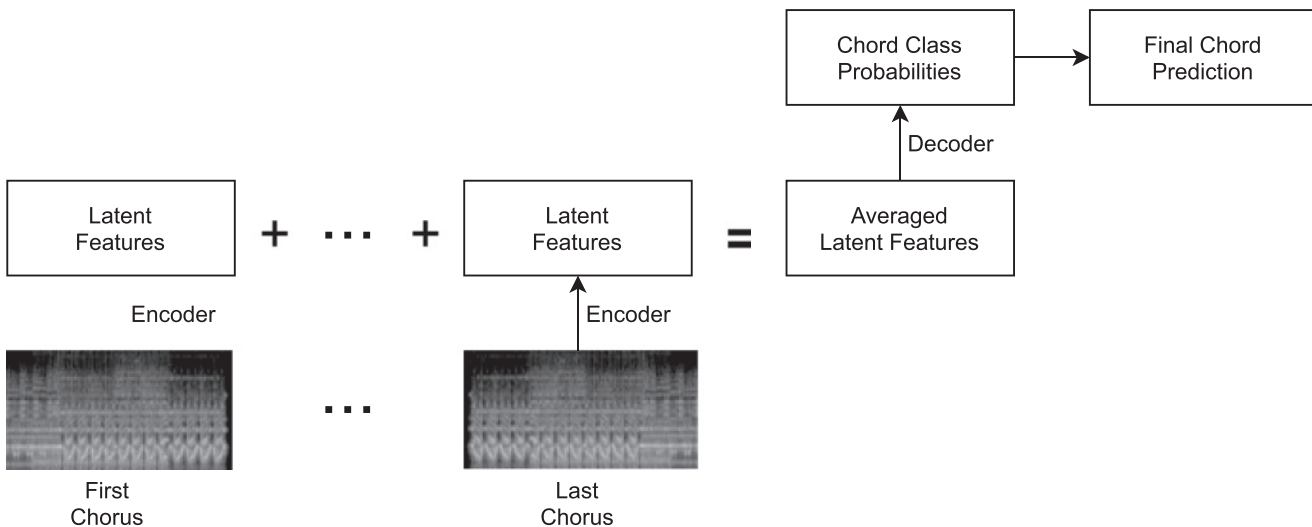 Chord Class
Probabilities
Final Chord
Prediction
Decoder
Latent
Features
+ ... +
Latent
Features
=
Averaged
Latent Features
Encoder
Encoder
...
First
Chorus
Last
Chorus